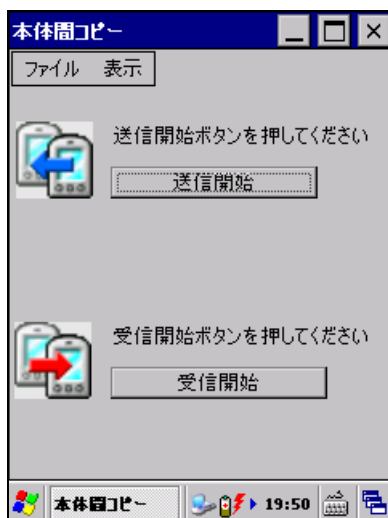 本体間コピー
ファイル 表示
送信開始ボタンを押してください
送信開始
受信開始ボタンを押してください
受信開始
本体間コピー 19:50